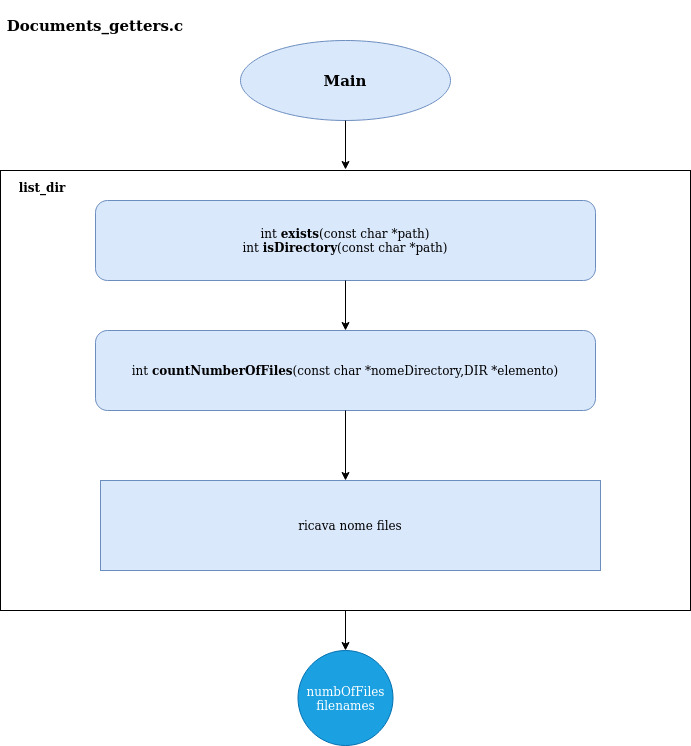 Documents_getters.c
Main
list_dir
int exists(const char *path)
int isDirectory(const char *path)
int countNumberOfFiles(const char *nomeDirectory,DIR *elemento)
ricava nome files
numbOfFiles
filenames